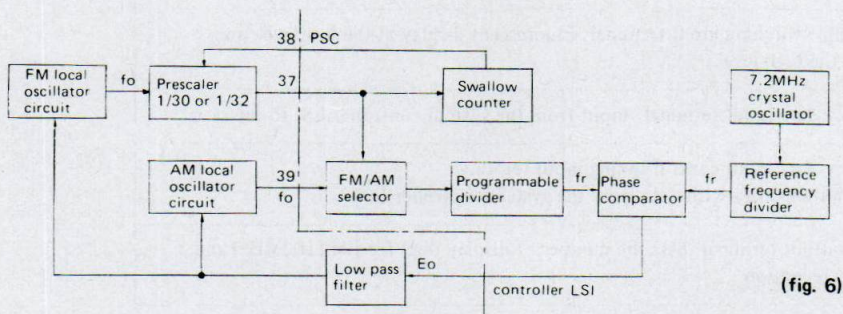 38 PSC
FM local
oscillator
circuit
fo
Prescaler
1/30 or 1/32
37
Swallow
counter
7.2MHz
crystal
oscillator
AM local
oscillator
circuit
39
fo
FM/AM
selector
Programmable
divider
fr
Phase
comparator
fr
Reference
frequency
divider
Low pass
filter
Eo
controller LSI
(fig. 6)